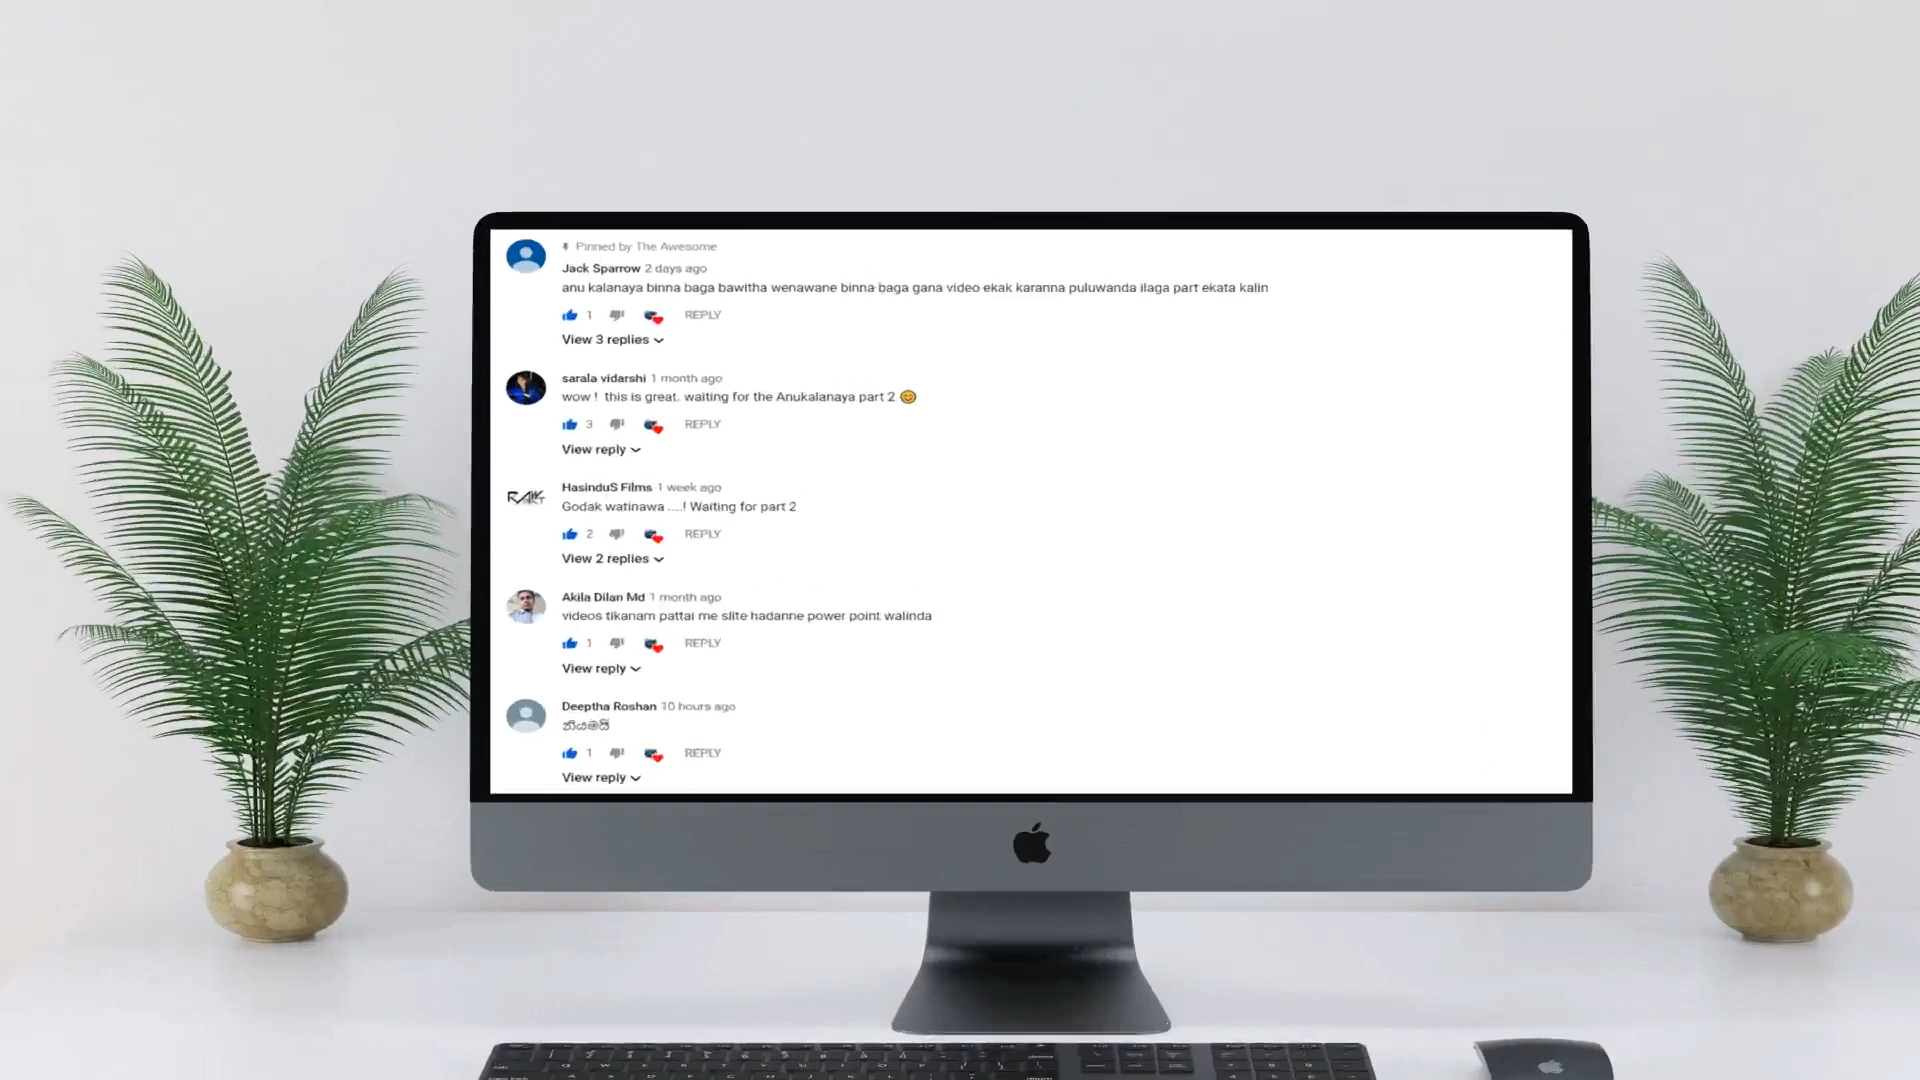 Pinned by The Awesome
Jack Sparrow 2 days ago
anu kalanaya binna baga bawitha wenawane binna baga gana video ekak karanna puluwanda ilaga part ekata kalin
1 REPLY
View 3 replies
sarala vidarshi 1 month ago
wow ! this is great. waiting for the Anukalanaya part 2 😊
3 REPLY
View reply
HasinduS Films 1 week ago
Godak watinawa ....! Waiting for part 2
2 REPLY
View 2 replies
Akila Dilan Md 1 month ago
videos tikanam pattai me slite hadanne power point walinda
1 REPLY
View reply
Deeptha Roshan 10 hours ago
නියමයි
1 REPLY
View reply